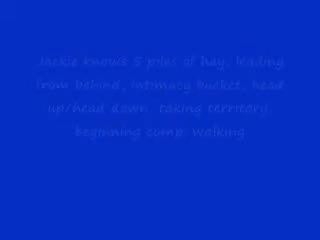 Jackie knows 5 piles of hay, leading
from behind, intimacy bucket, head
up/head down, taking territory,
beginning comp. walking